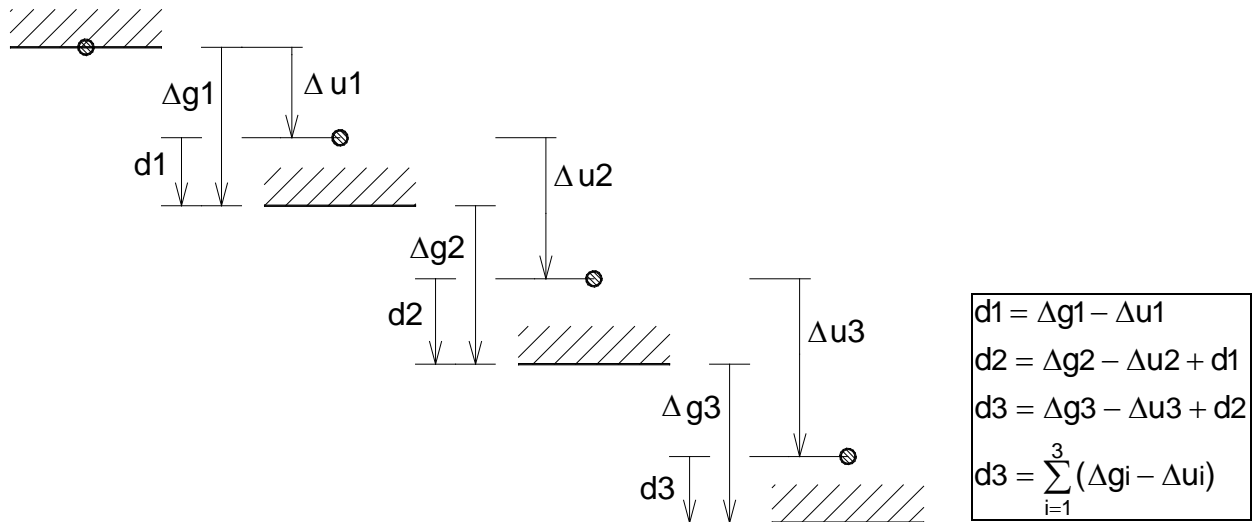 Δg1
Δ u1
d1
Δ u2
Δg2
d2
Δ u3
Δ g3
d3
d1 = Δg1 − Δu1
d2 = Δg2 − Δu2 + d1
d3 = Δg3 − Δu3 + d2
d3 = ∑_{i=1}^{3} (Δgi − Δui)